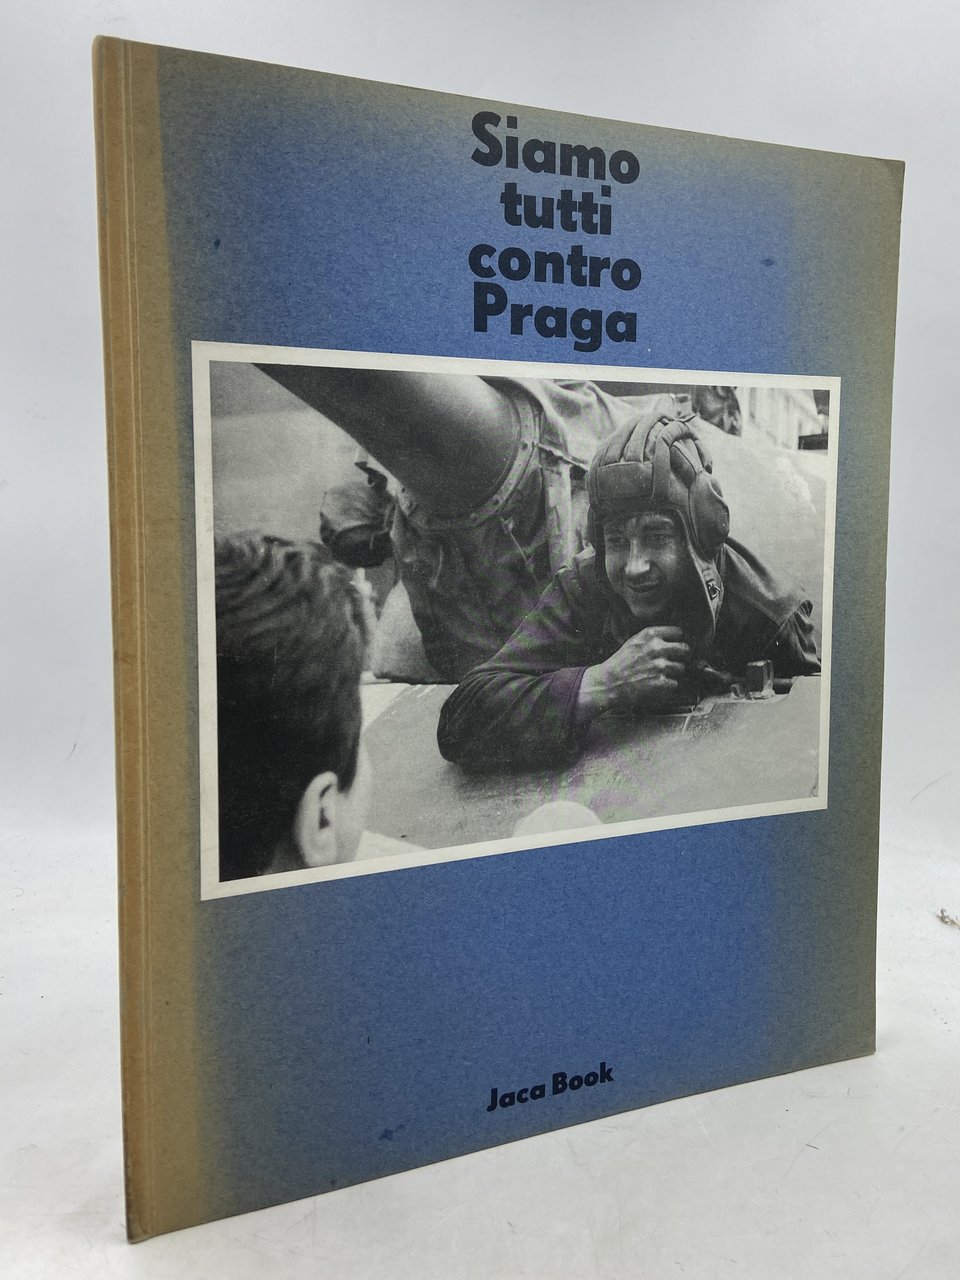 Siamo
tutti
contro
Praga
Jaca Book